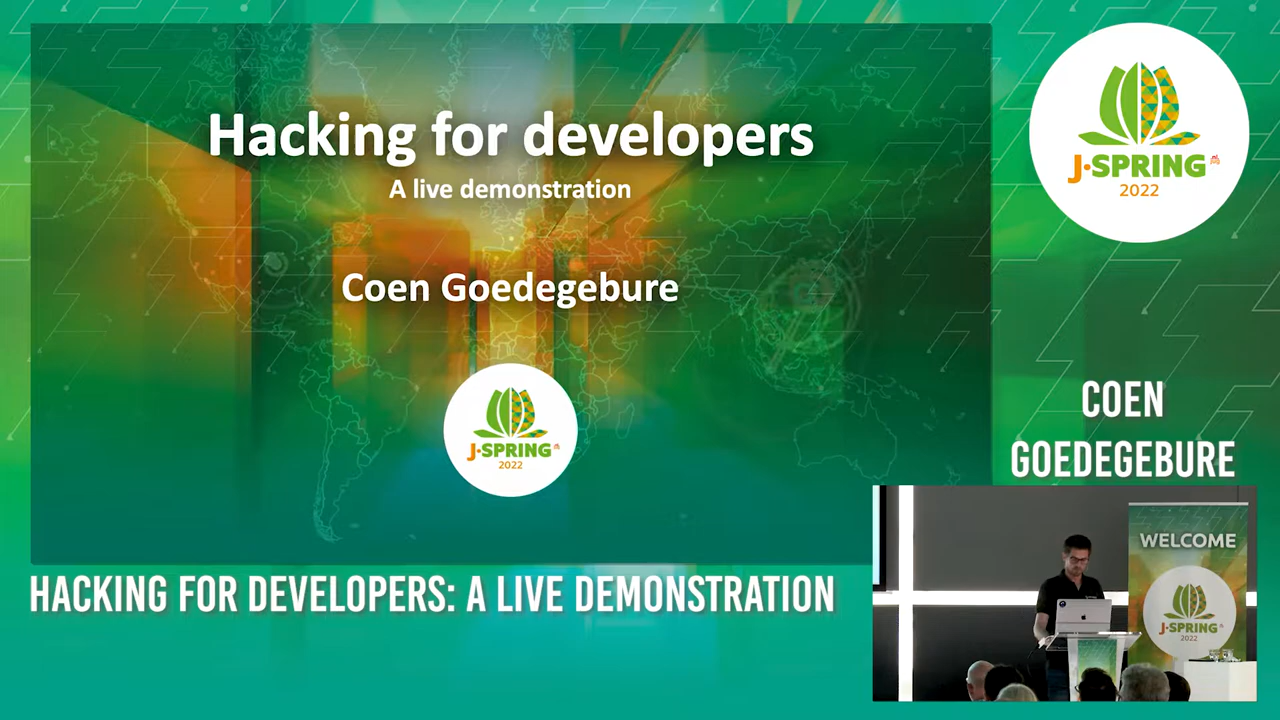 Hacking for developers
A live demonstration
Coen Goedegebure
J·SPRING
2022
J·SPRING
2022
COEN
GOEDEGEBURE
HACKING FOR DEVELOPERS: A LIVE DEMONSTRATION
WELCOME
J·SPRING
2022